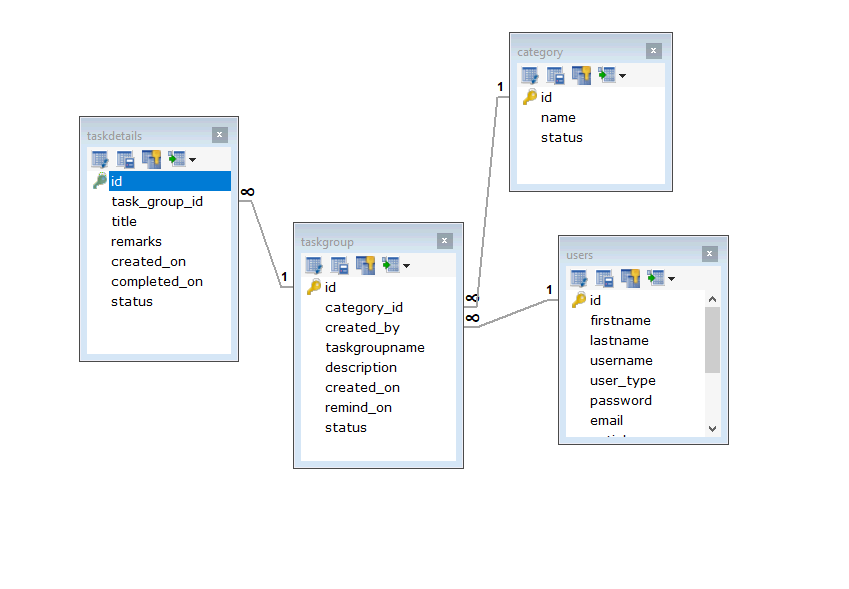 category
1
id
name
status
taskdetails
id
task_group_id
title
remarks
created_on
completed_on
status
∞
1
taskgroup
id
category_id
created_by
taskgroupname
description
created_on
remind_on
status
∞
∞
1
users
id
firstname
lastname
username
user_type
password
email